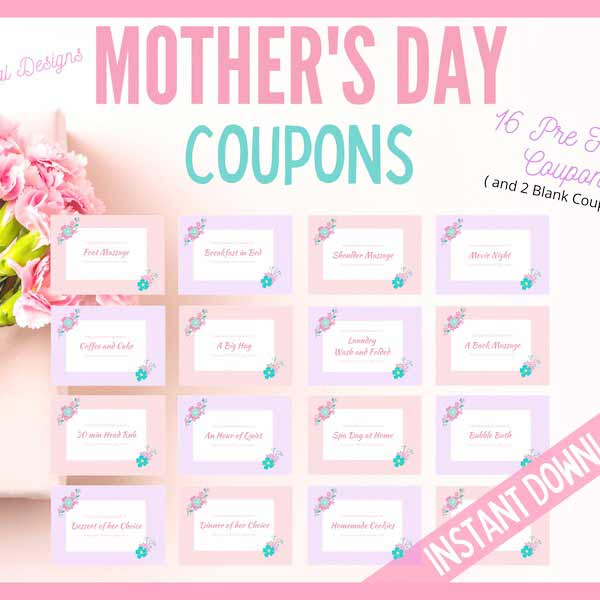 Designs
MOTHER'S DAY
COUPONS
16 Pre
Coupon
( and 2 Blank Coup
Foot Massage
Breakfast in Bed
Shoulder Massage
Movie Night
Coffee and Cake
A Big Hug
Laundry
Wash and Folded
A Back Massage
30 min Head Rub
An Hour of Quiet
Spa Day at Home
Bubble Bath
Dessert of her Choice
Dinner of her Choice
Homemade Cookies
INSTANT DOWNL